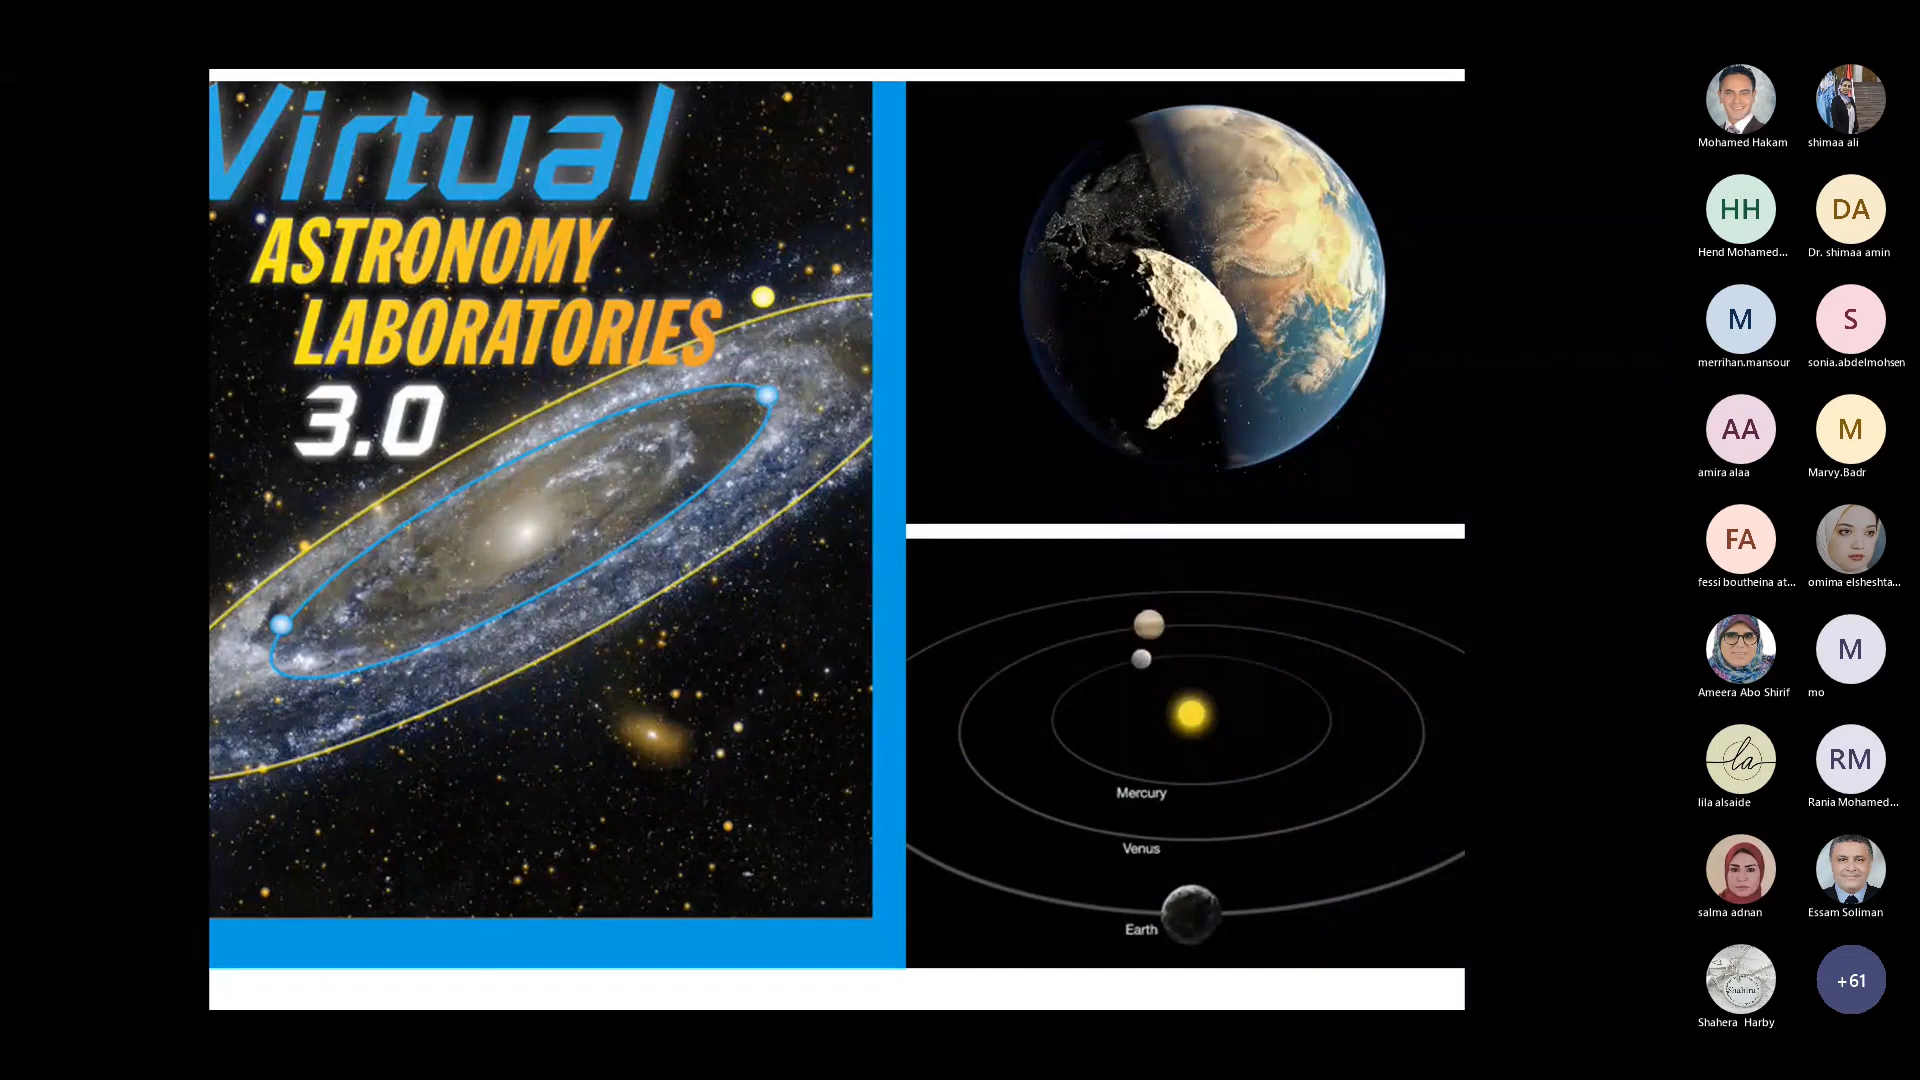 Virtual
ASTRONOMY
LABORATORIES
3.0
Mercury
Venus
Earth
Mohamed Hakam
shimaa ali
HH
DA
Hend Mohamed...
Dr. shimaa amin
M
S
merrihan.mansour
sonia.abdelmohsen
AA
M
amira alaa
Marvy.Badr
FA
fessi boutheina at...
omima elsheshta...
M
Ameera Abo Shirif
mo
la
RM
lila alsaide
Rania Mohamed...
salma adnan
Essam Soliman
Shahira
+61
Shahera Harby